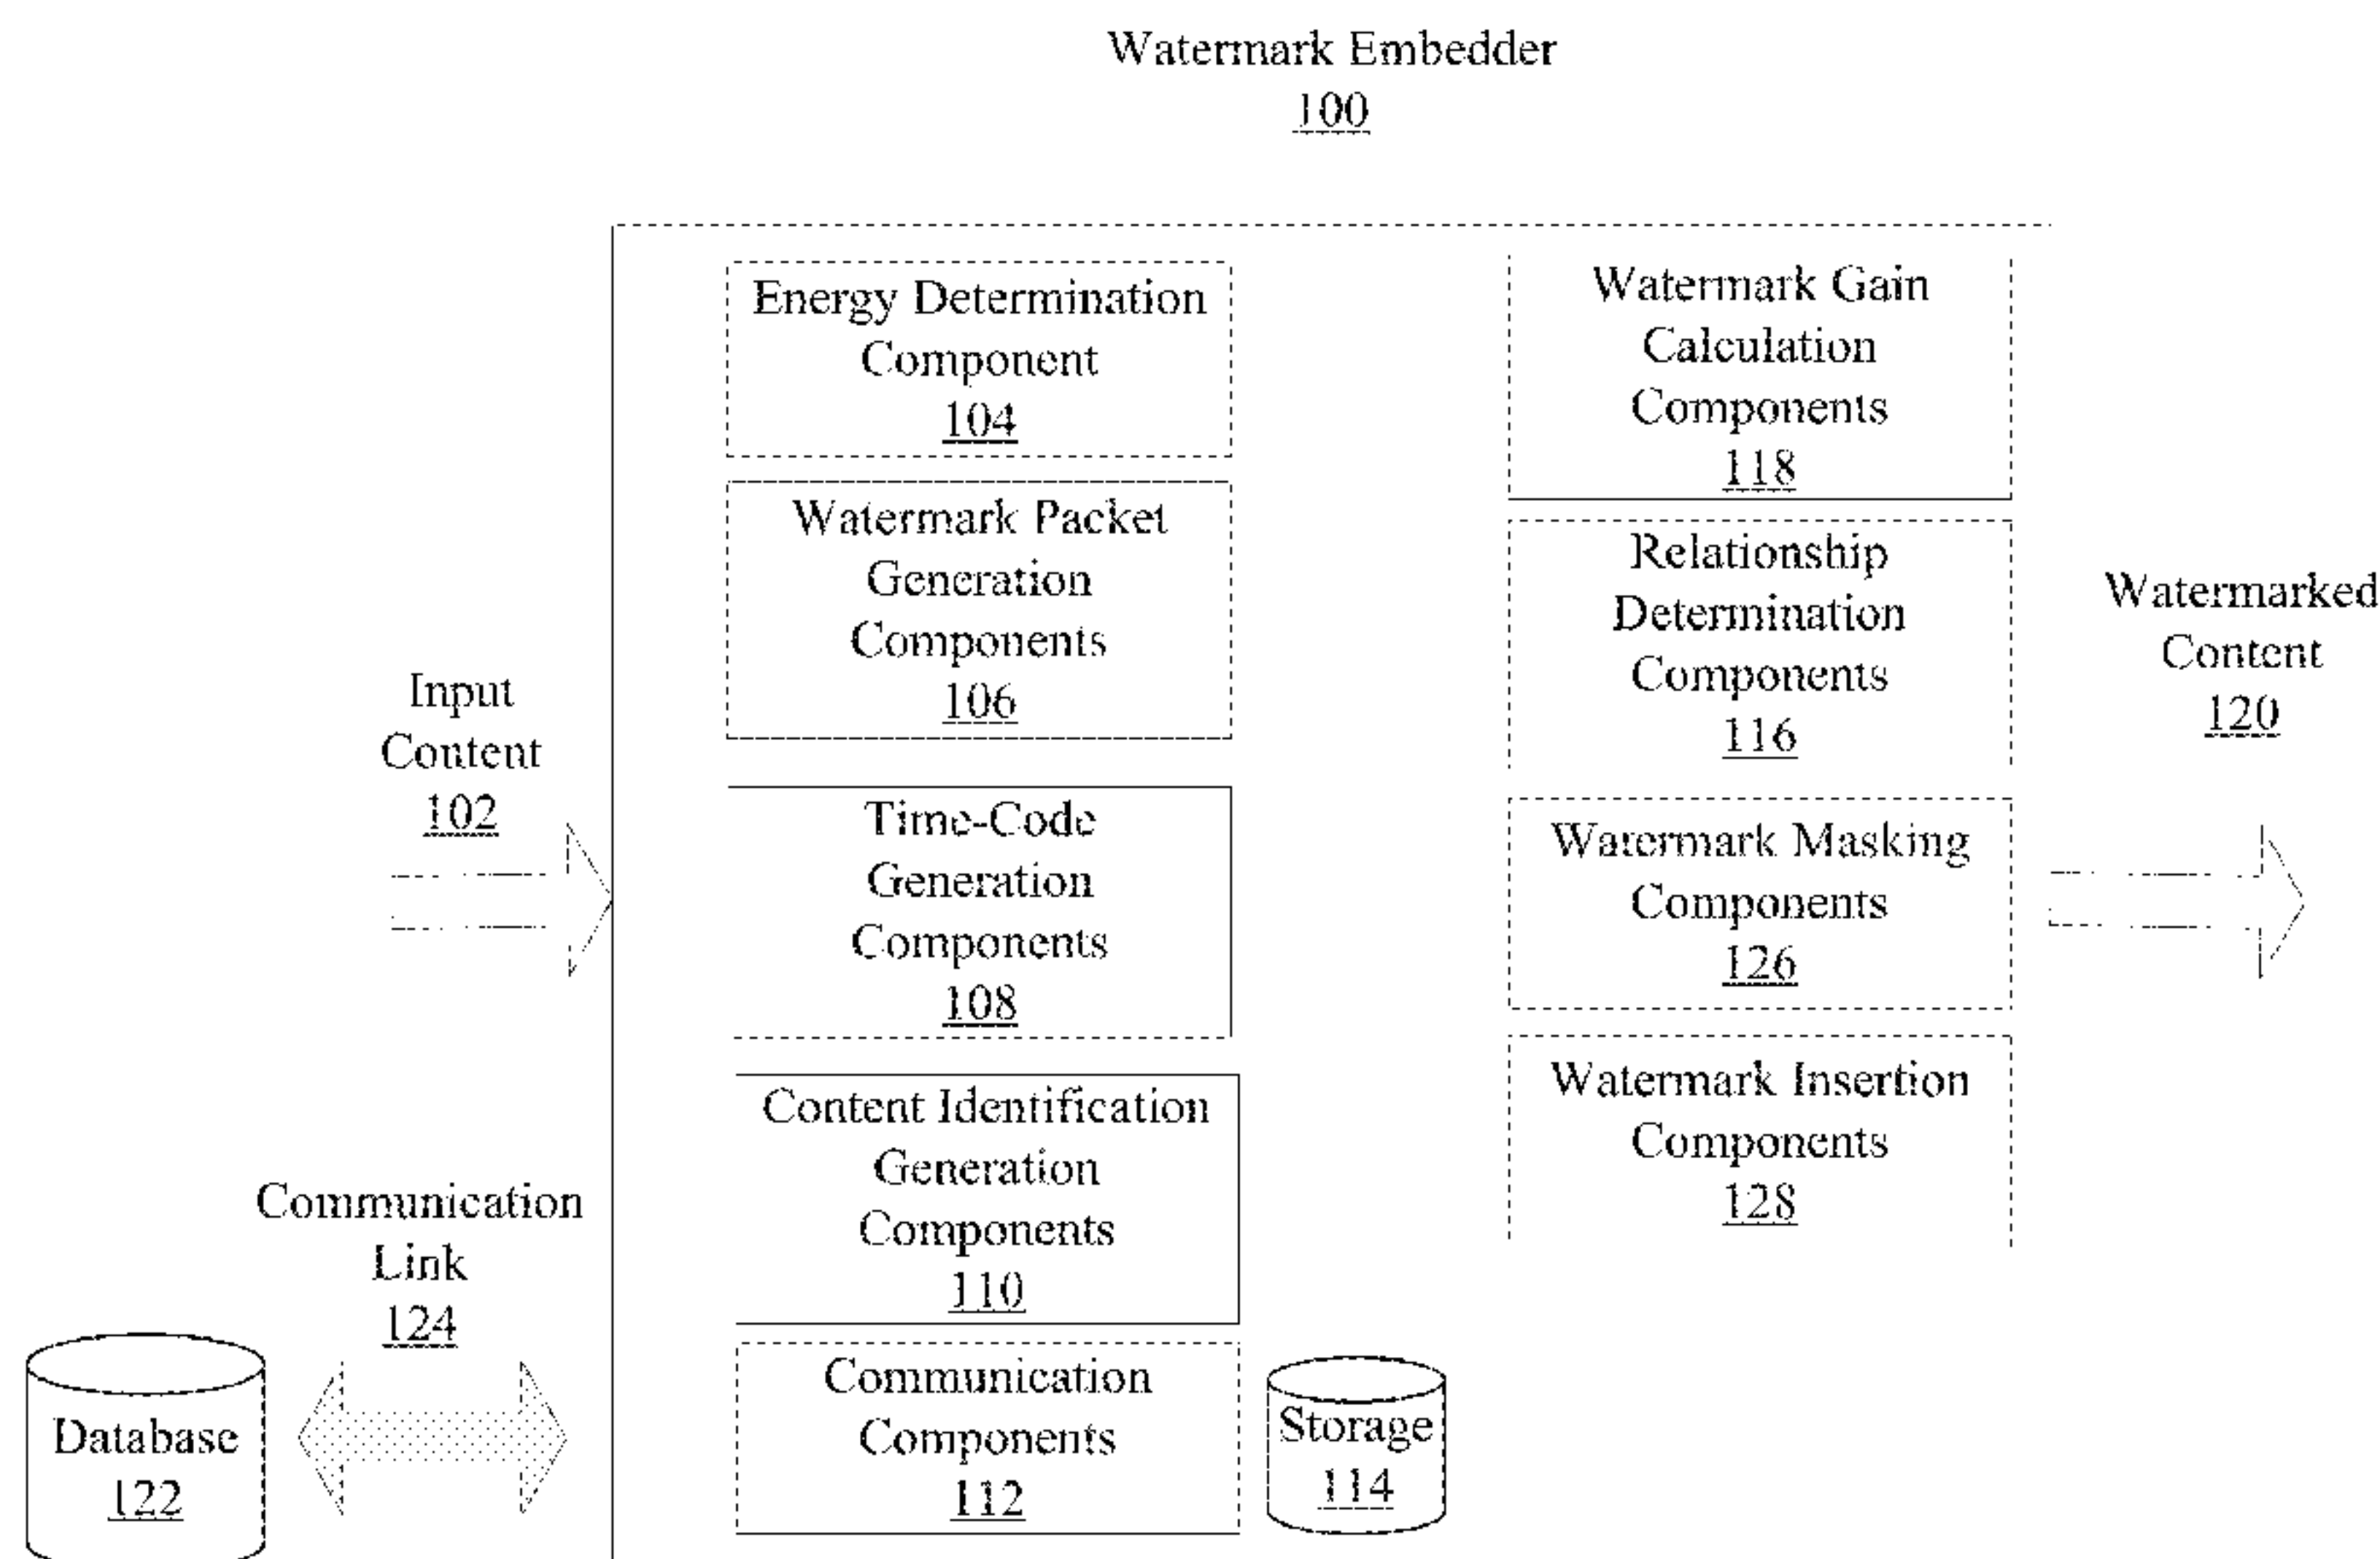 Watermark Embedder
100
Energy Determination
Component
104
Watermark Packet
Generation
Components
106
Time-Code
Generation
Components
108
Content Identification
Generation
Components
110
Communication
Components
112
Storage
114
Watermark Gain
Calculation
Components
118
Relationship
Determination
Components
116
Watermark Masking
Components
126
Watermark Insertion
Components
128
Input
Content
102
Communication
Link
124
Database
122
Watermarked
Content
120